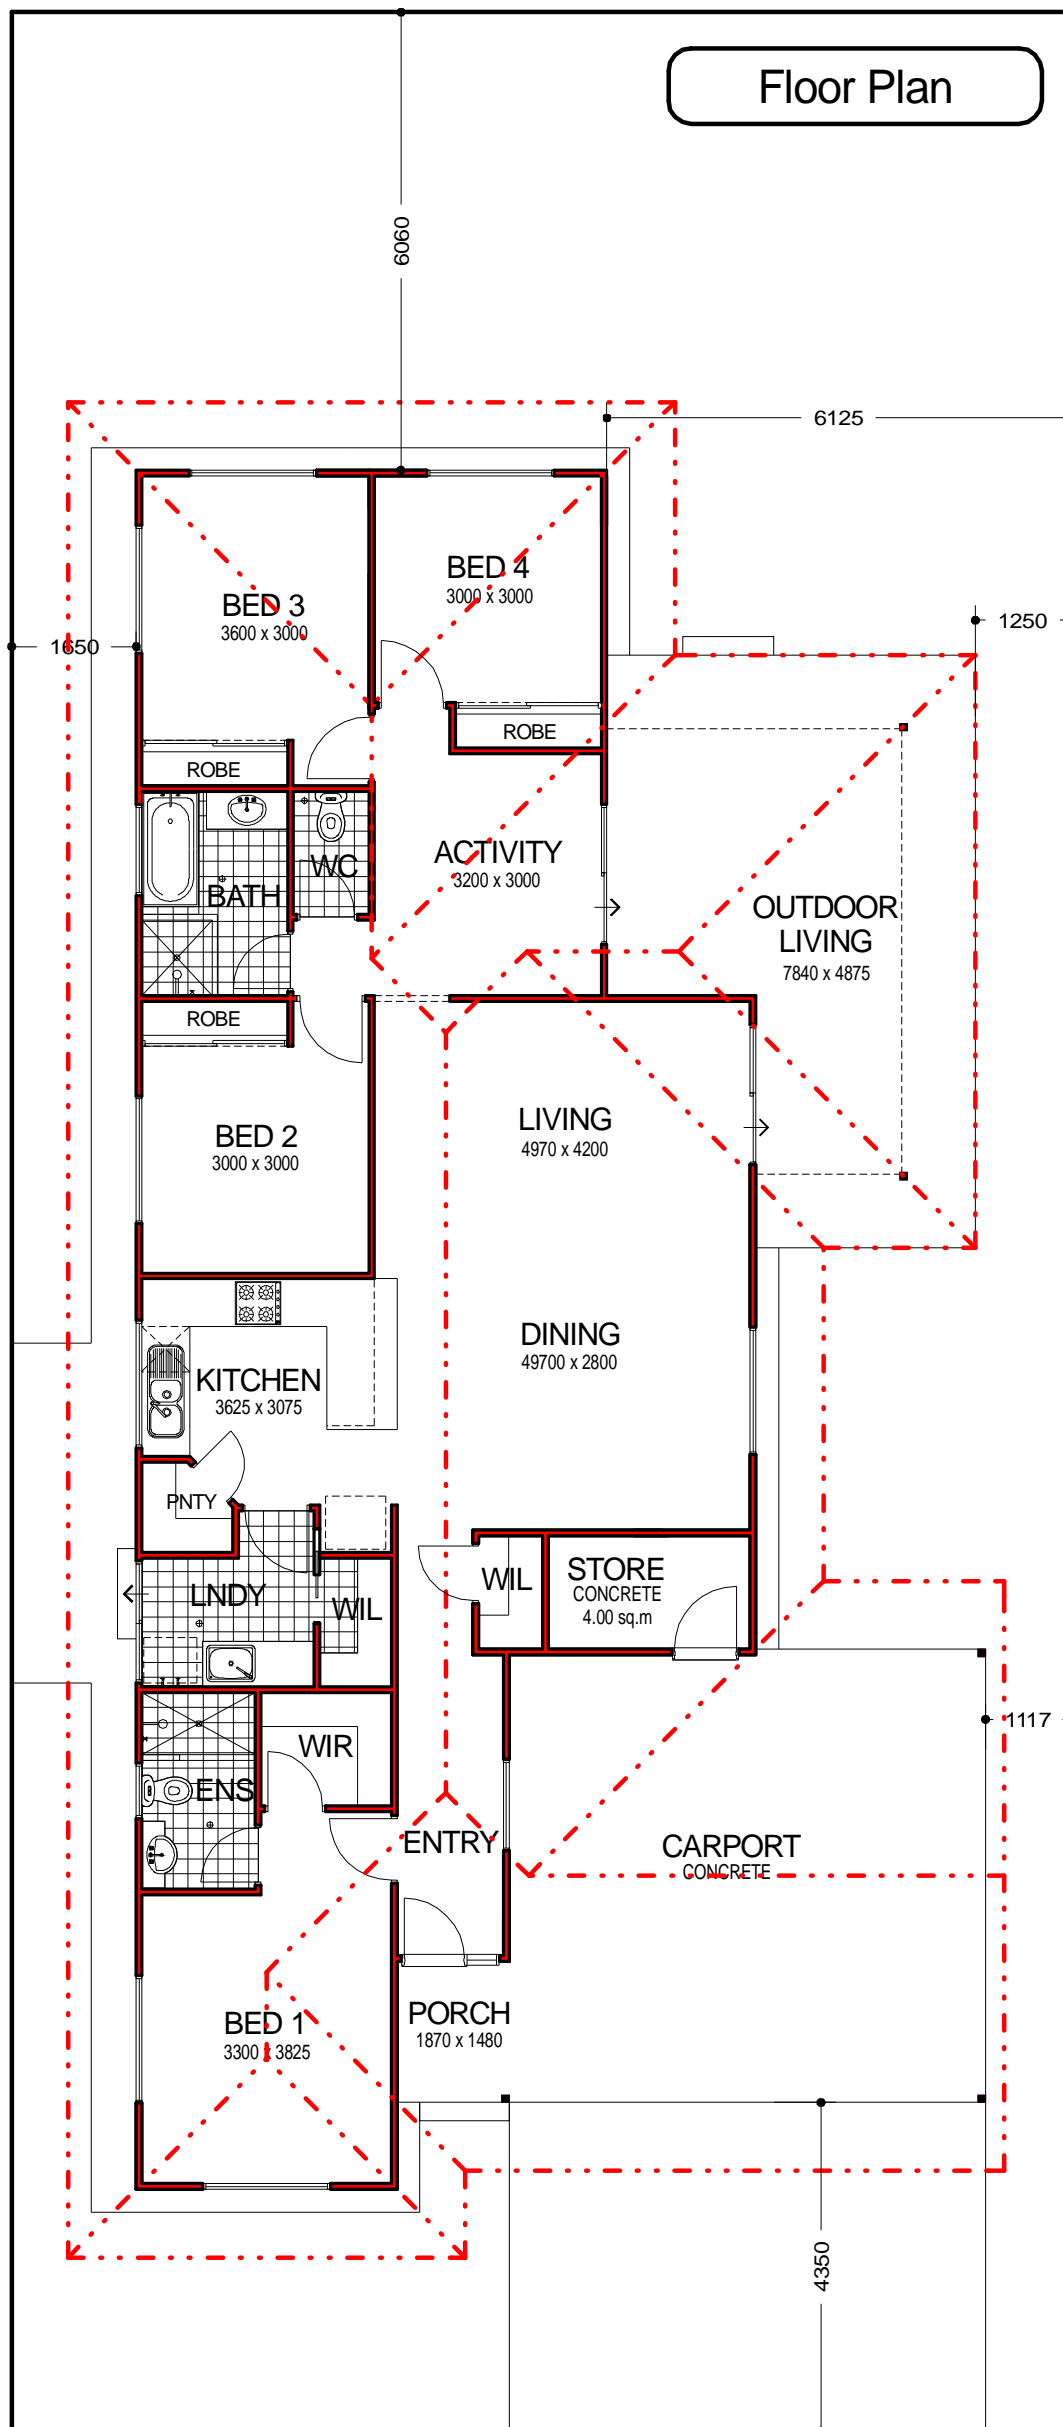 Floor Plan
6060
6125
BED 4
3000 x 3000
BED 3
3600 x 3000
1250
1650
ROBE
ROBE
ACTIVITY
3200 x 3000
WC
BATH
OUTDOOR
LIVING
7840 x 4875
ROBE
LIVING
4970 x 4200
BED 2
3000 x 3000
DINING
49700 x 2800
KITCHEN
3625 x 3075
PNTY
STORE
CONCRETE
4.00 sq.m
WIL
LNDY
WIL
1117
WIR
ENS
ENTRY
CARPORT
CONCRETE
PORCH
1870 x 1480
BED 1
3300 x 3825
4350